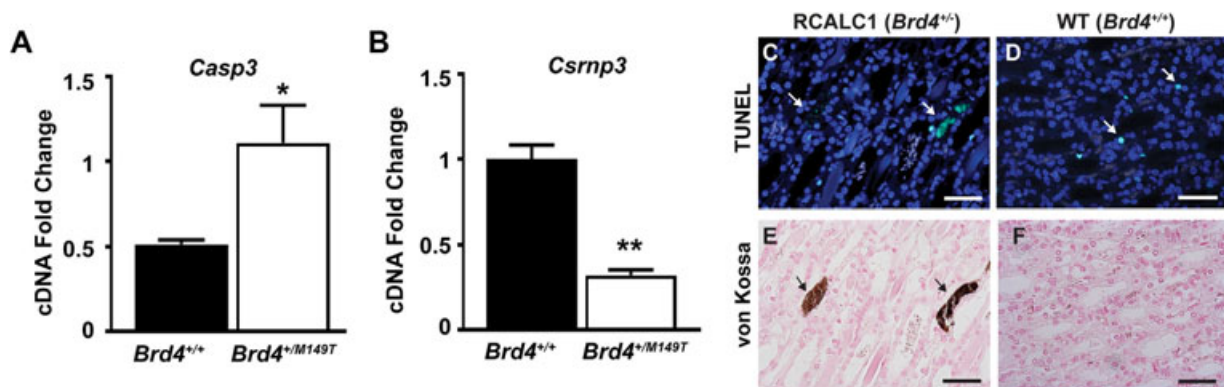 A
Casp3
cDNA Fold Change
1.5
1
0.5
0
*
Brd4+/+
Brd4+/M149T
B
Csrnp3
cDNA Fold Change
1.5
1
0.5
0
**
Brd4+/+
Brd4+/M149T
RCALC1 (Brd4+/-)
WT (Brd4+/+)
TUNEL
C
D
von Kossa
E
F